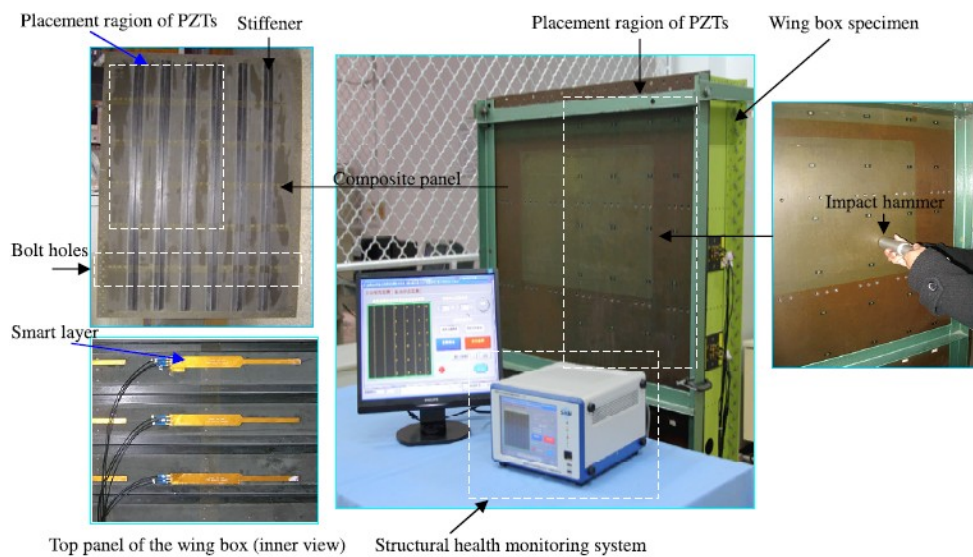 Placement ragion of PZTs
Stiffener
Placement ragion of PZTs
Wing box specimen
Composite panel
Impact hammer
Bolt holes
Smart layer
Top panel of the wing box (inner view)
Structural health monitoring system